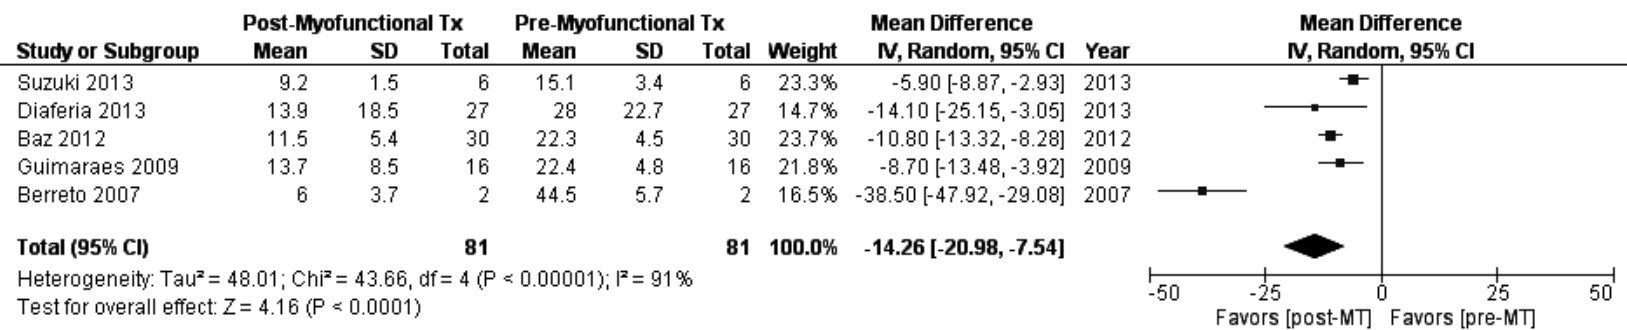 Post-Myofunctional Tx Pre-Myofunctional Tx Mean Difference Mean Difference
Study or Subgroup Mean SD Total Mean SD Total Weight IV, Random, 95% CI Year IV, Random, 95% CI
Suzuki 2013 9.2 1.5 6 15.1 3.4 6 23.3% -5.90 [-8.87, -2.93] 2013
Diaferia 2013 13.9 18.5 27 28 22.7 27 14.7% -14.10 [-25.15, -3.05] 2013
Baz 2012 11.5 5.4 30 22.3 4.5 30 23.7% -10.80 [-13.32, -8.28] 2012
Guimaraes 2009 13.7 8.5 16 22.4 4.8 16 21.8% -8.70 [-13.48, -3.92] 2009
Berreto 2007 6 3.7 2 44.5 5.7 2 16.5% -38.50 [-47.92, -29.08] 2007
Total (95% CI) 81 81 100.0% -14.26 [-20.98, -7.54]
Heterogeneity: Tau² = 48.01; Chi² = 43.66, df = 4 (P < 0.00001); I² = 91%
Test for overall effect: Z = 4.16 (P < 0.0001)
-50 -25 0 25 50
Favors [post-MT] Favors [pre-MT]